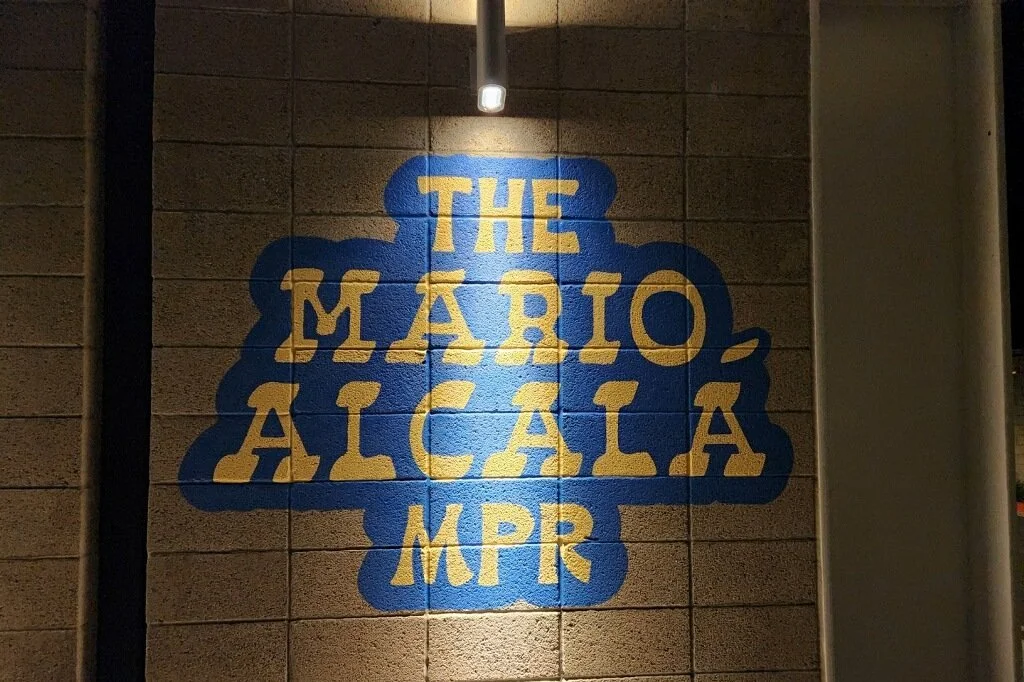 THE
MARIO
ALCALÁ
MPR